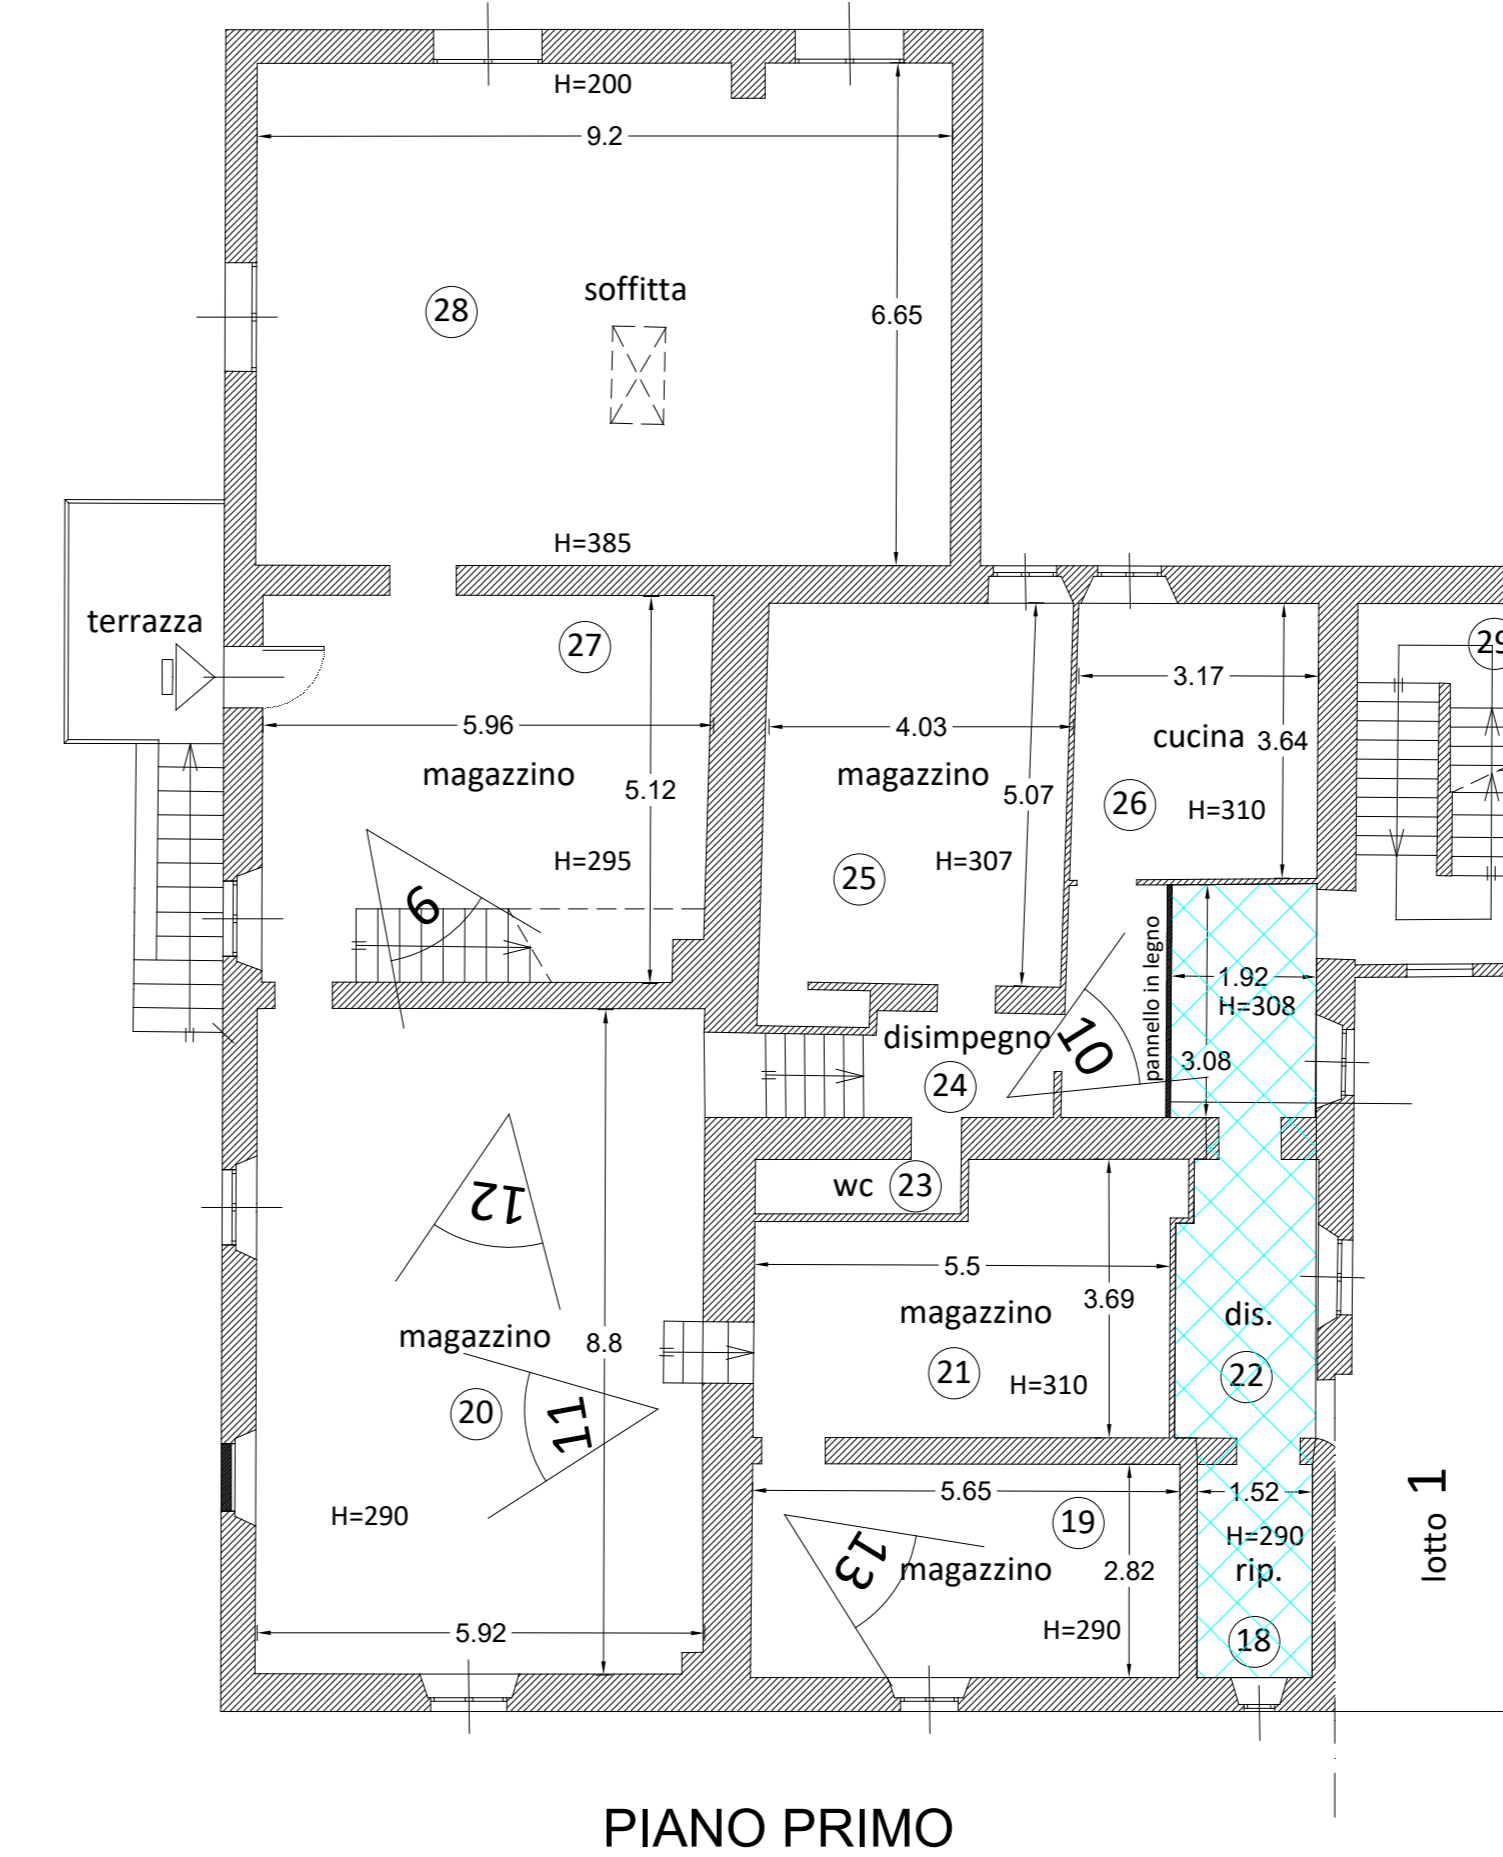 H=200
9.2
soffitta
28
6.65
H=385
terrazza
27
29
3.17
5.96
4.03
cucina
3.64
magazzino
magazzino
5.12
5.07
26
H=310
H=295
H=307
25
9
pannello in legno
1.92
H=308
disimpegno
10
3.08
24
wc
23
12
5.5
3.69
magazzino
dis.
magazzino
8.8
21
22
H=310
20
11
5.65
1.52
lotto 1
H=290
19
H=290
13
magazzino
2.82
rip.
5.92
H=290
18
PIANO PRIMO